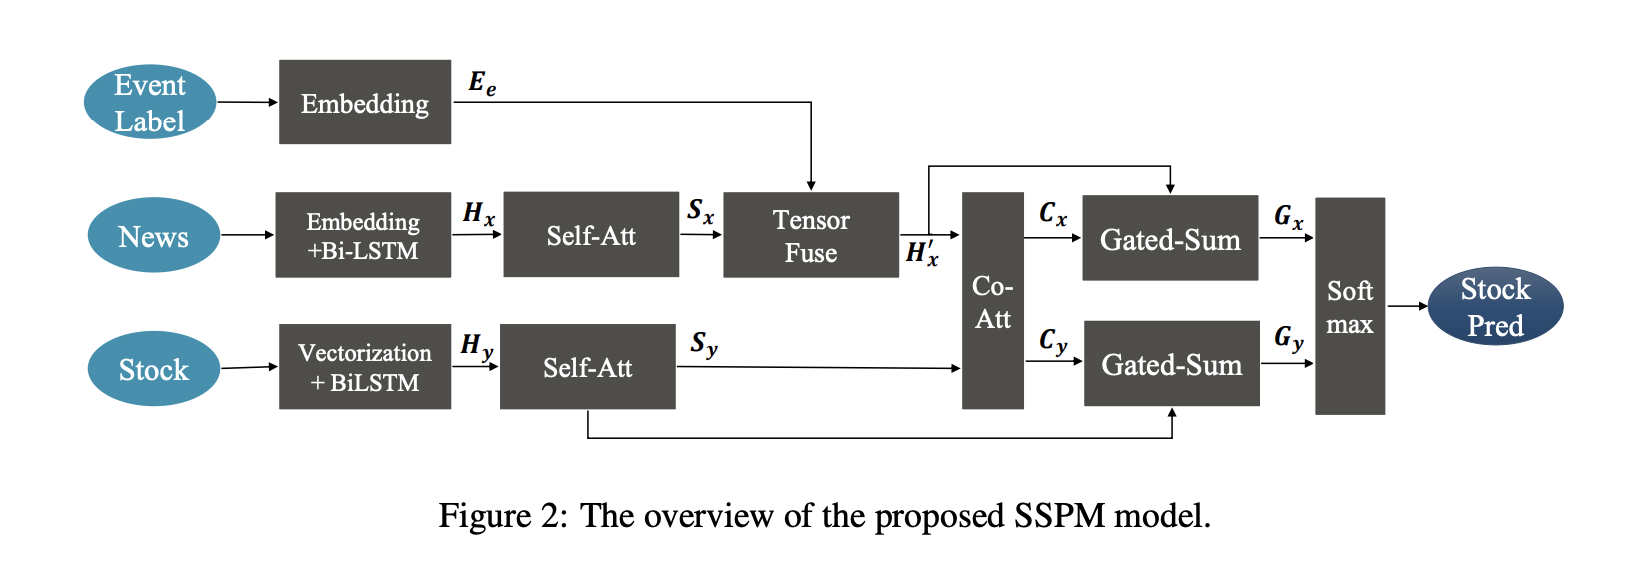 Event
Label
Embedding
E_e
News
Embedding
+Bi-LSTM
H_x
Self-Att
S_x
Tensor
Fuse
H'_x
Stock
Vectorization
+ BiLSTM
H_y
Self-Att
S_y
Co-
Att
C_x
Gated-Sum
G_x
C_y
Gated-Sum
G_y
Soft
max
Stock
Pred
Figure 2: The overview of the proposed SSPM model.